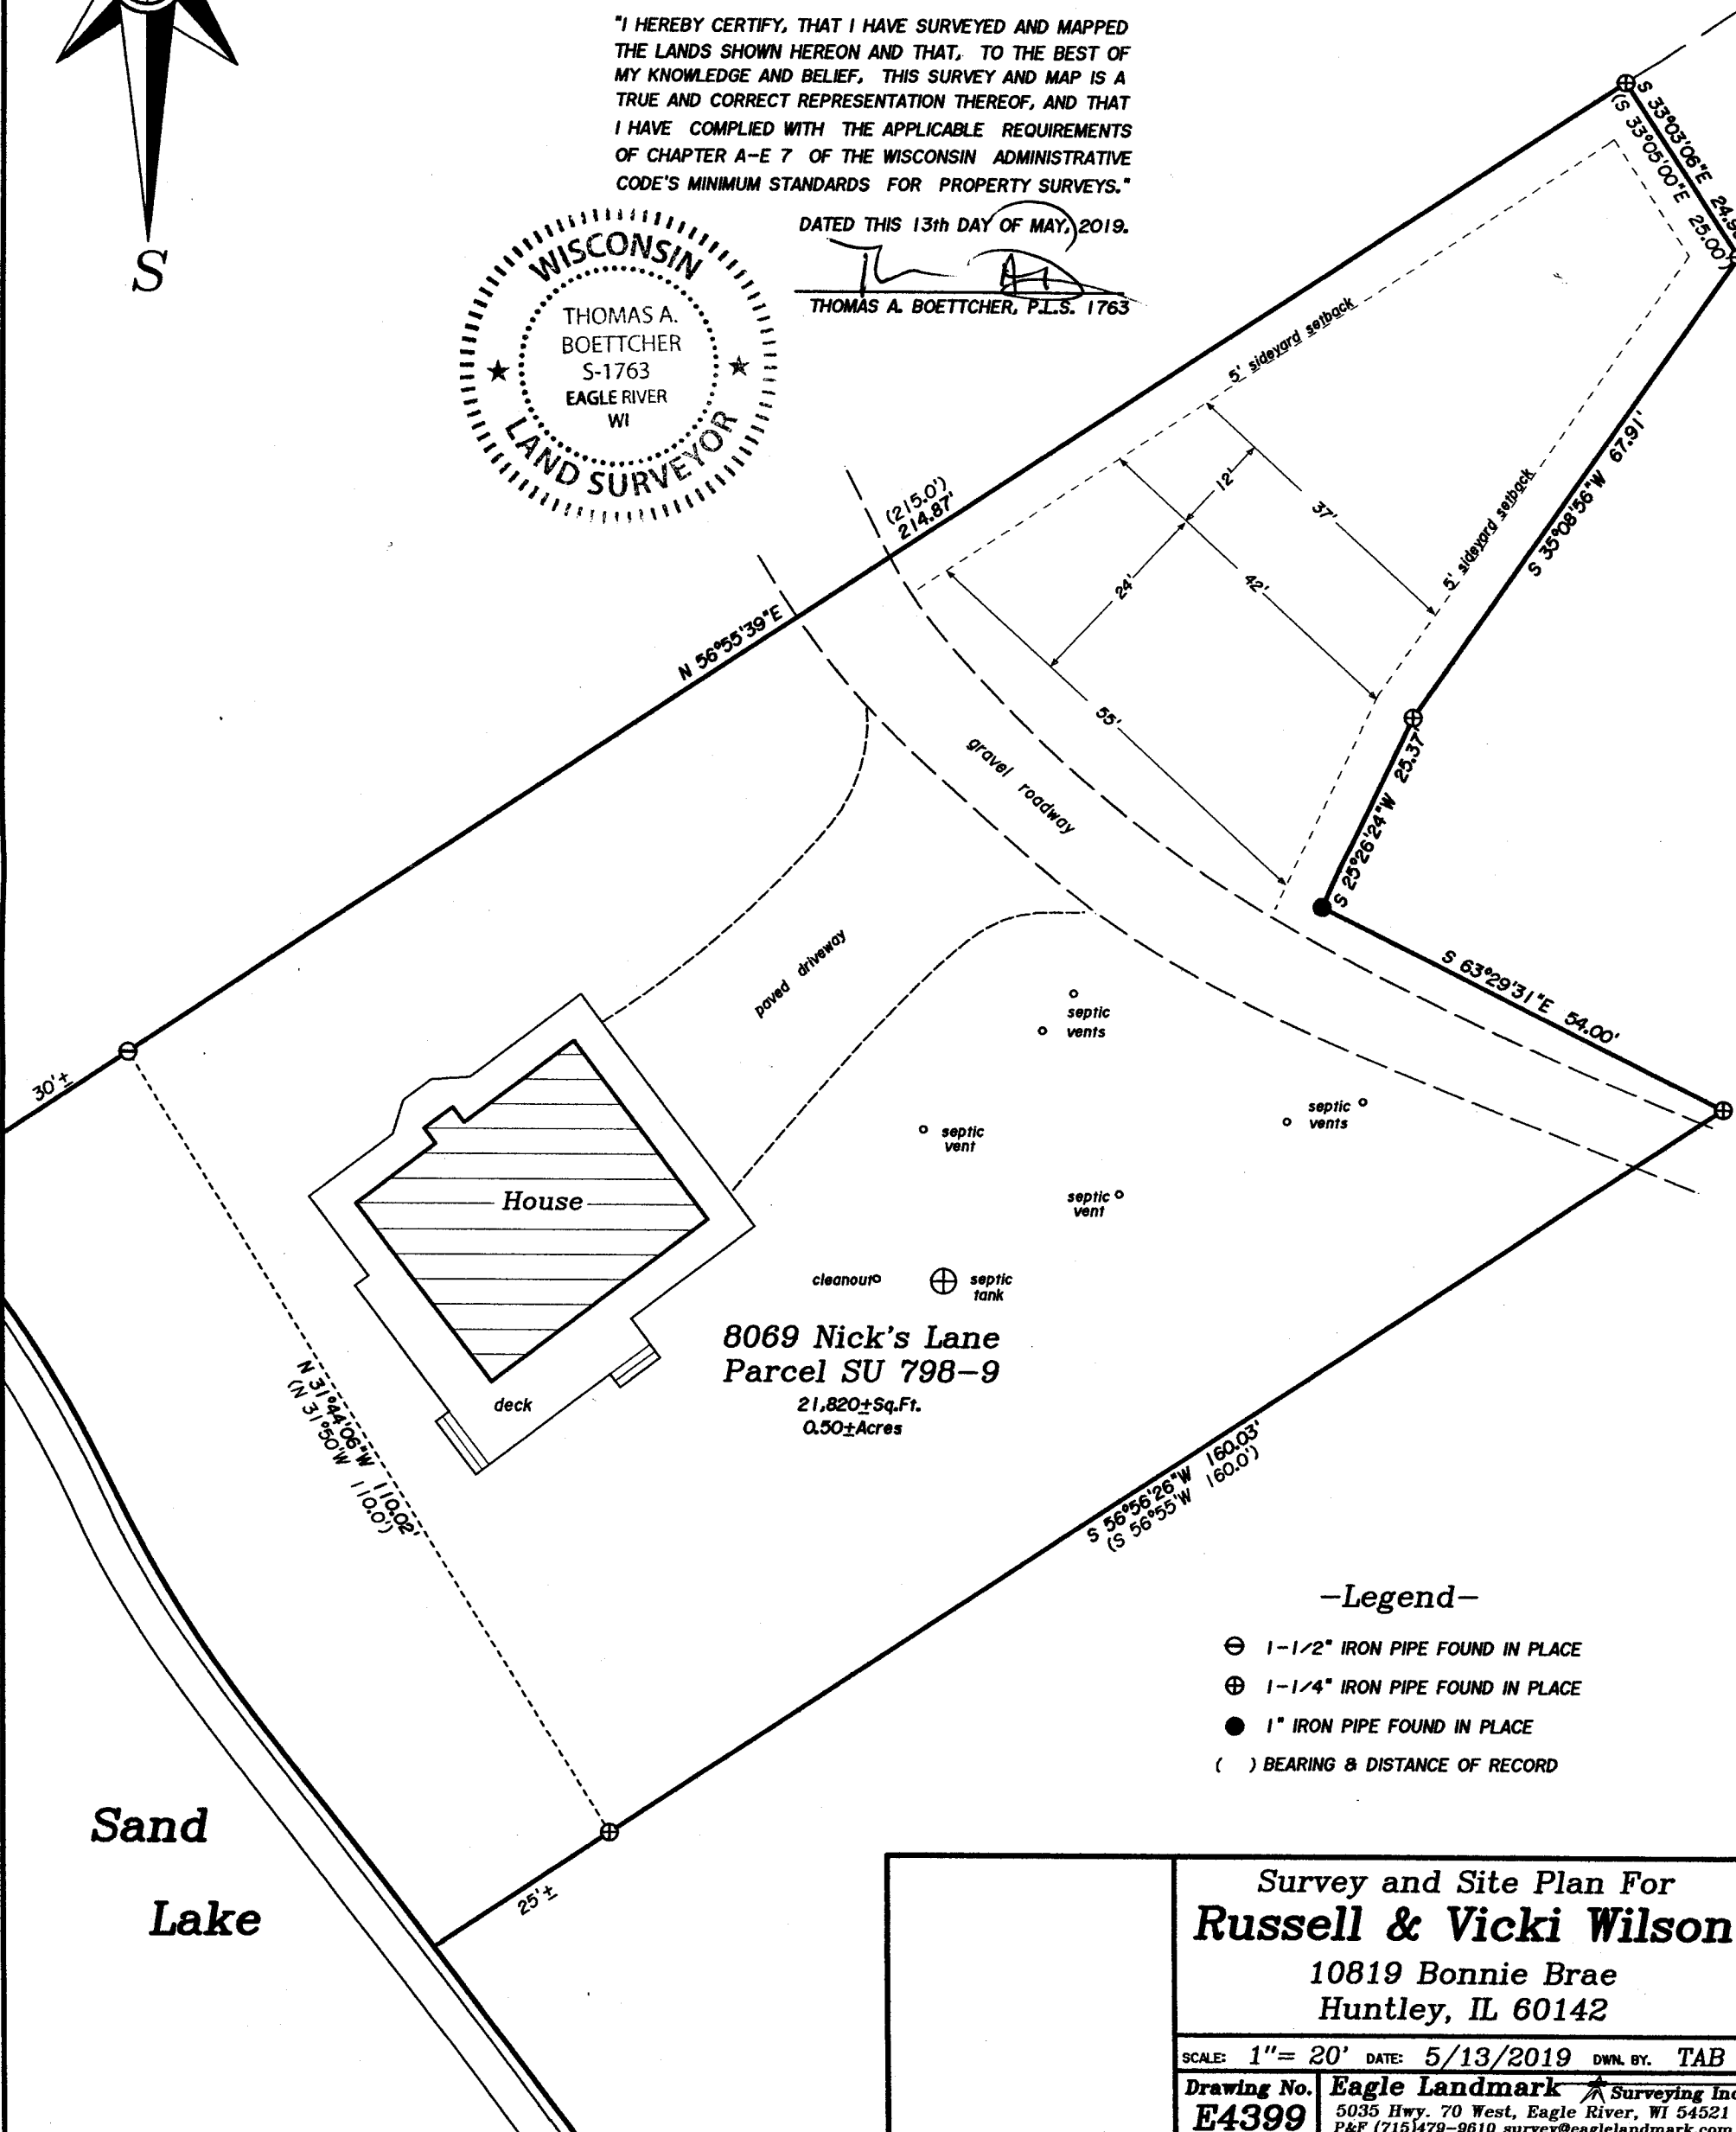 S
"I HEREBY CERTIFY, THAT I HAVE SURVEYED AND MAPPED
THE LANDS SHOWN HEREON AND THAT, TO THE BEST OF
MY KNOWLEDGE AND BELIEF, THIS SURVEY AND MAP IS A
TRUE AND CORRECT REPRESENTATION THEREOF, AND THAT
I HAVE COMPLIED WITH THE APPLICABLE REQUIREMENTS
OF CHAPTER A-E 7 OF THE WISCONSIN ADMINISTRATIVE
CODE'S MINIMUM STANDARDS FOR PROPERTY SURVEYS."
DATED THIS 13th DAY OF MAY, 2019.
THOMAS A. BOETTCHER, P.L.S. 1763
WISCONSIN
THOMAS A.
BOETTCHER
S-1763
EAGLE RIVER
WI
LAND SURVEYOR
S 33°03'06"E
(S 33°05'00"E 25.00')
5' sideyard setback
S 35°08'56"W 67.91'
5' sideyard setback
12'
37'
24'
42'
55'
(215.0')
214.87'
N 56°55'39"E
gravel roadway
S 25°26'24"W 25.37'
S 63°29'31"E 54.00'
paved driveway
septic
vents
septic
vents
septic
vent
septic
vent
30'±
House
cleanout
septic
tank
8069 Nick's Lane
Parcel SU 798-9
21,820±Sq.Ft.
0.50±Acres
deck
N 31°44'06"W 110.02'
(N 31°50'W 110.0')
S 56°56'26"W 160.03'
(S 56°55'W 160.0')
25'±
Sand
Lake
-Legend-
1-1/2" IRON PIPE FOUND IN PLACE
1-1/4" IRON PIPE FOUND IN PLACE
1" IRON PIPE FOUND IN PLACE
( ) BEARING & DISTANCE OF RECORD
Survey and Site Plan For
Russell & Vicki Wilson
10819 Bonnie Brae
Huntley, IL 60142
SCALE: 1"= 20' DATE: 5/13/2019 DWN. BY. TAB
Drawing No.
E4399
Eagle Landmark Surveying Inc
5035 Hwy. 70 West, Eagle River, WI 54521
P&F (715)479-9610 survey@eaglelandmark.com